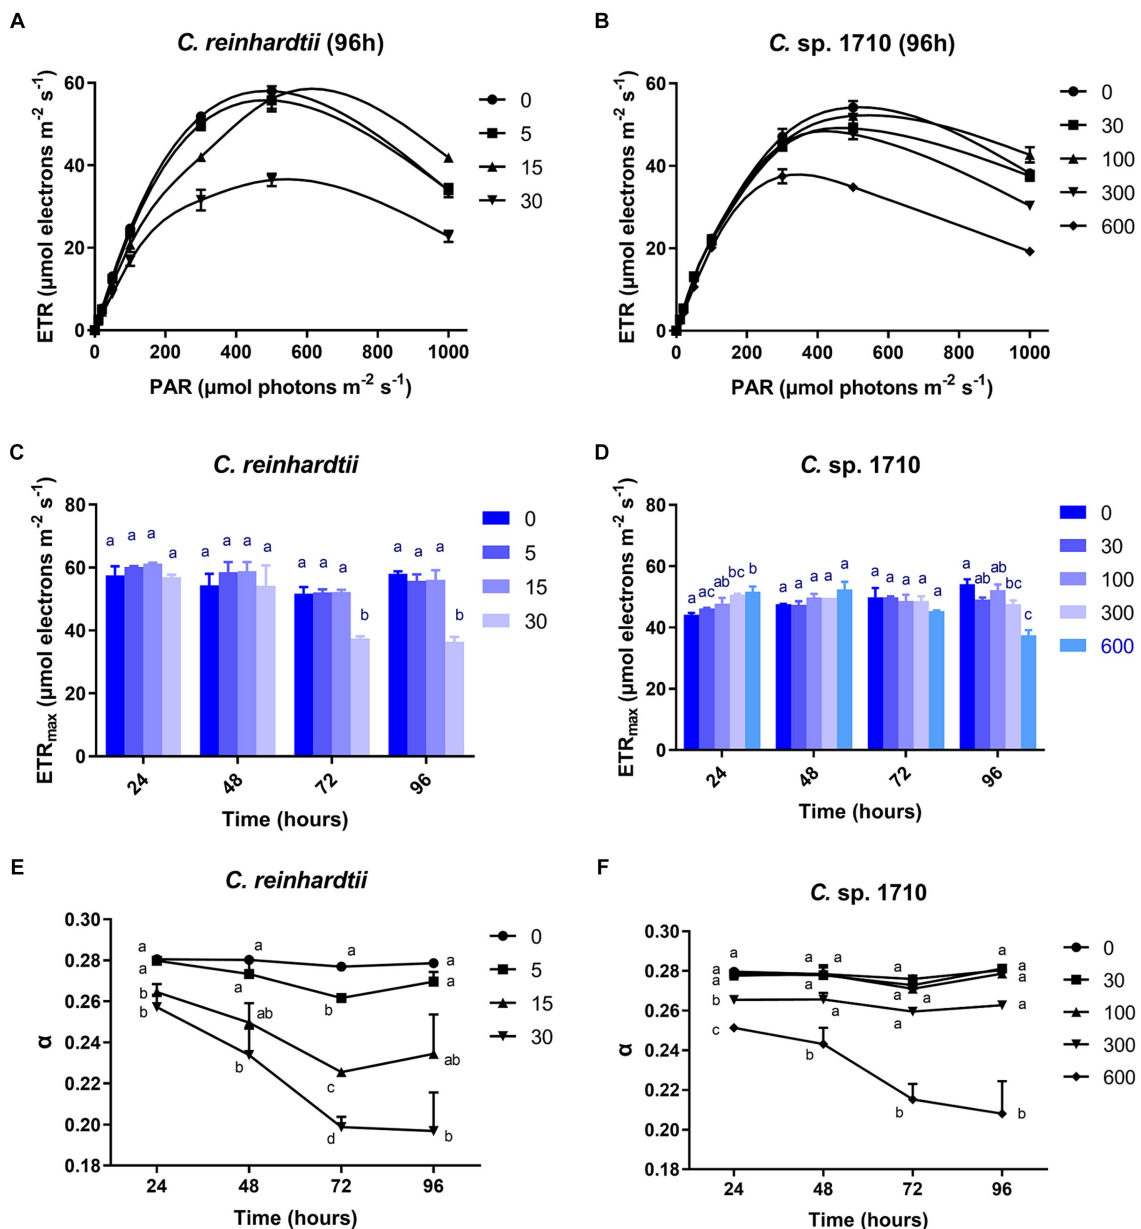 A
C. reinhardtii (96h)
ETR (µmol electrons m⁻² s⁻¹)
60
40
20
0
0 200 400 600 800 1000
PAR (µmol photons m⁻² s⁻¹)
0
5
15
30
B
C. sp. 1710 (96h)
ETR (µmol electrons m⁻² s⁻¹)
60
40
20
0
0 200 400 600 800 1000
PAR (µmol photons m⁻² s⁻¹)
0
30
100
300
600
C
C. reinhardtii
ETRmax (µmol electrons m⁻² s⁻¹)
80
60
40
20
0
a a a a a a a a a a a b a a a b
24 48 72 96
Time (hours)
0
5
15
30
D
C. sp. 1710
ETRmax (µmol electrons m⁻² s⁻¹)
80
60
40
20
0
a ac ab bc b a a a a a a a a a a a ab ab bc c
24 48 72 96
Time (hours)
0
30
100
300
600
E
C. reinhardtii
α
0.30
0.28
0.26
0.24
0.22
0.20
0.18
a a a a
a a b a
b ab c ab
b b d b
24 48 72 96
Time (hours)
0
5
15
30
F
C. sp. 1710
α
0.30
0.28
0.26
0.24
0.22
0.20
0.18
a a a a
a a a a
a a a a
b a a a
c b b b
24 48 72 96
Time (hours)
0
30
100
300
600